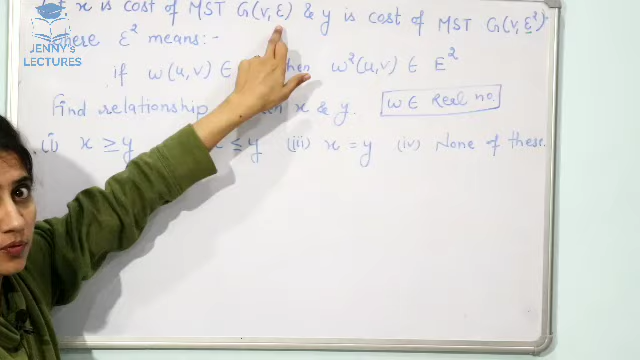 x is cost of MST G(V,E) & y is cost of MST G(V,E²)
JENNY'S
LECTURES
where E² means:-
if w(u,v) ∈ then w²(u,v) ∈ E²
Find relationship x & y.
w ∈ Real no.
(i) x ≥ y ≤ y (iii) x = y (iv) None of these.